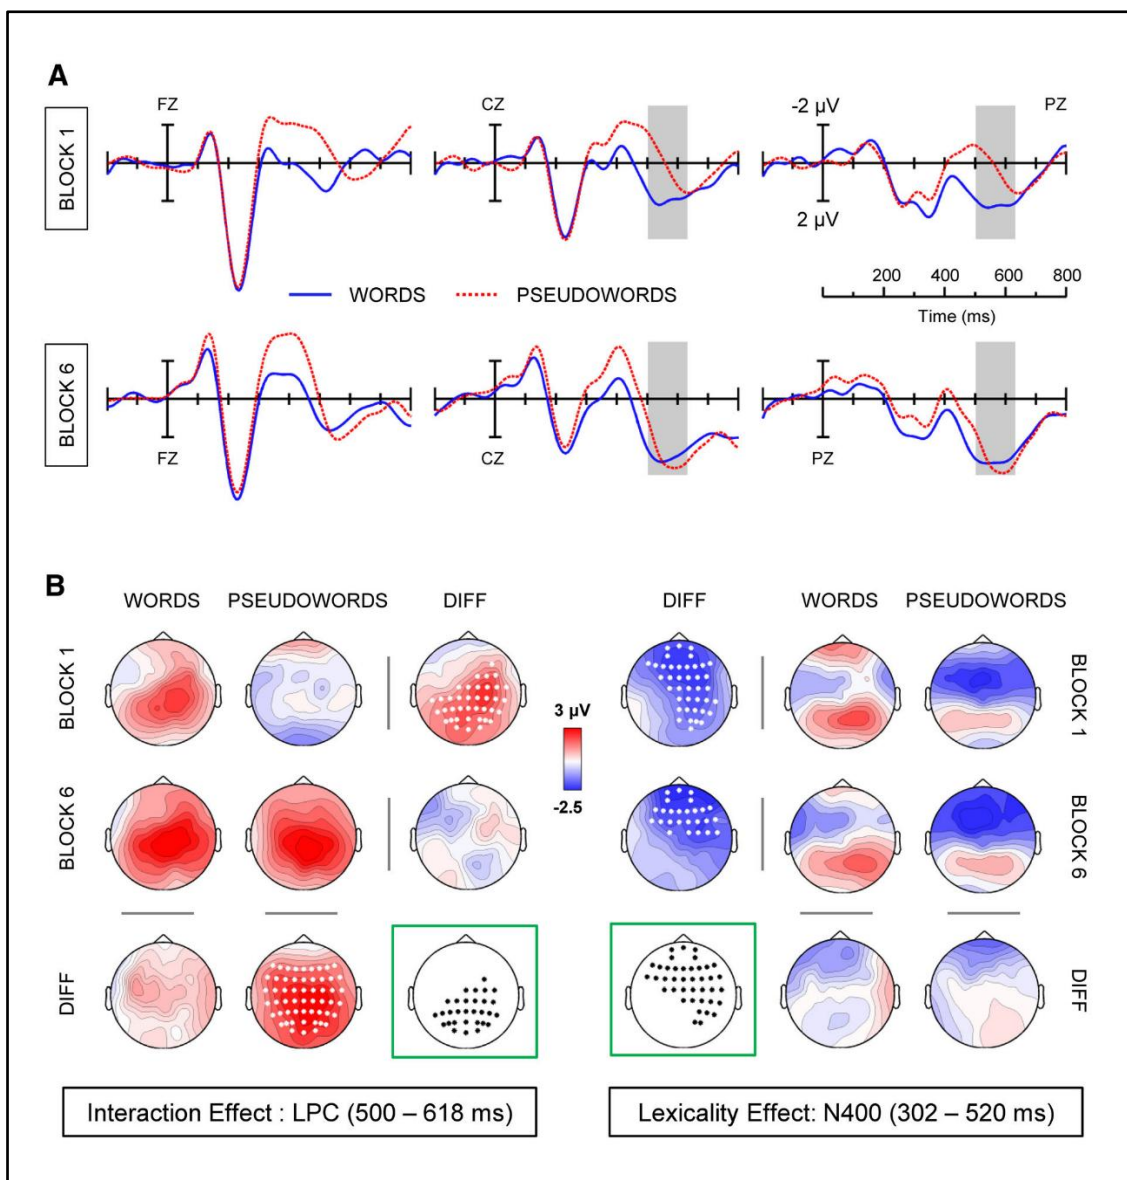 A
BLOCK 1
FZ
CZ
-2 µV
PZ
2 µV
WORDS
PSEUDOWORDS
200 400 600 800
Time (ms)
BLOCK 6
FZ
CZ
PZ
B
WORDS PSEUDOWORDS DIFF DIFF WORDS PSEUDOWORDS
BLOCK 1
BLOCK 1
3 µV
-2.5
BLOCK 6
BLOCK 6
DIFF
DIFF
Interaction Effect : LPC (500 – 618 ms)
Lexicality Effect: N400 (302 – 520 ms)